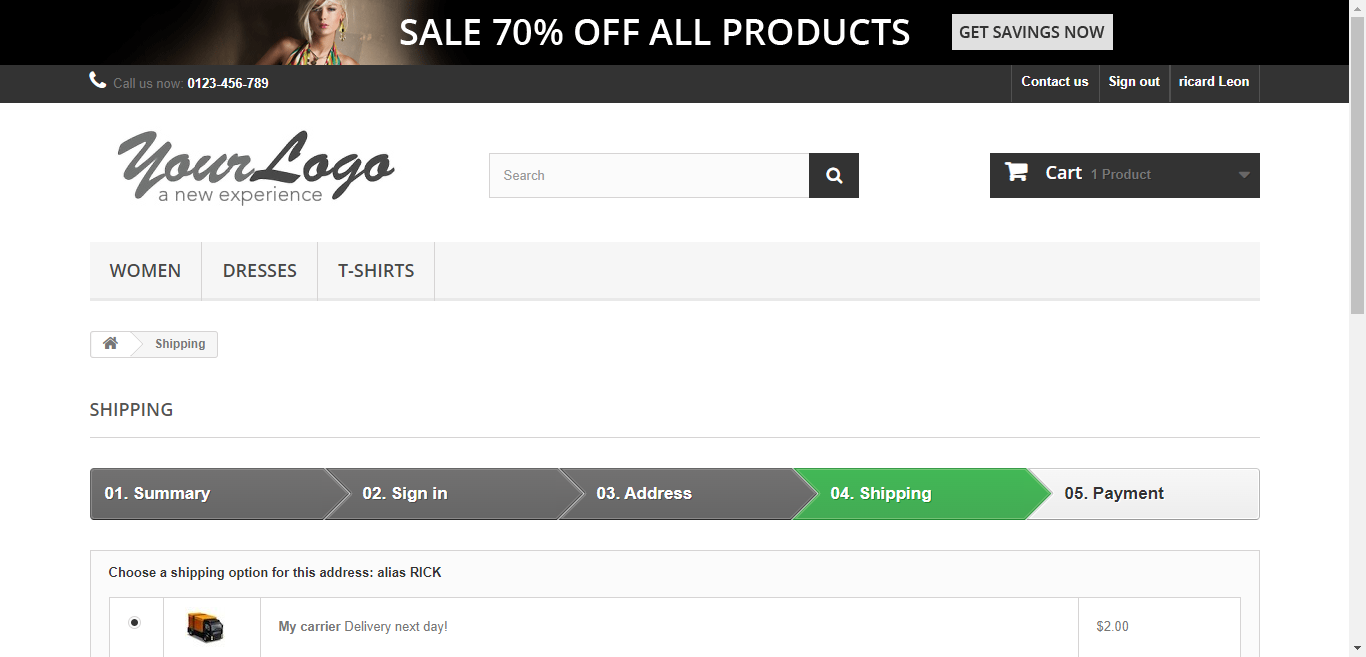 SALE 70% OFF ALL PRODUCTS GET SAVINGS NOW
Call us now: 0123-456-789 Contact us Sign out ricard Leon
Your Logo
a new experience
Search
Cart 1 Product
WOMEN DRESSES T-SHIRTS
Shipping
SHIPPING
01. Summary 02. Sign in 03. Address 04. Shipping 05. Payment
Choose a shipping option for this address: alias RICK
My carrier Delivery next day! $2.00